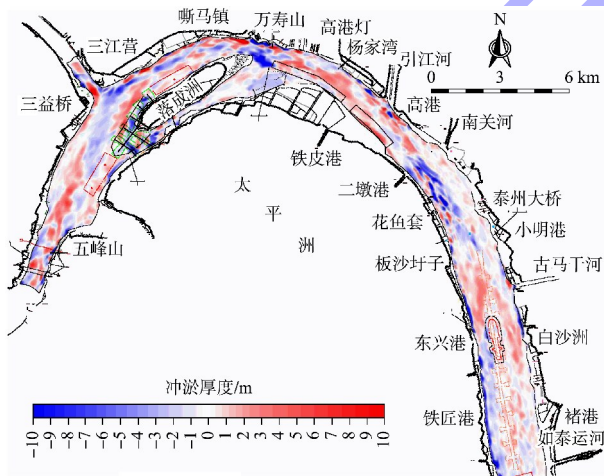 嘶马镇
万寿山
高港灯
杨家湾
三江营
引江河
N
0 3 6 km
三益桥
落成洲
高港
南关河
铁皮港
二墩港
太
平
洲
泰州大桥
小明港
花鱼套
五峰山
板沙圩子
古马干河
东兴港
白沙洲
冲淤厚度/m
铁匠港
褚港
如泰运河
-10 -9 -8 -7 -6 -5 -4 -3 -2 -1 0 1 2 3 4 5 6 7 8 9 10